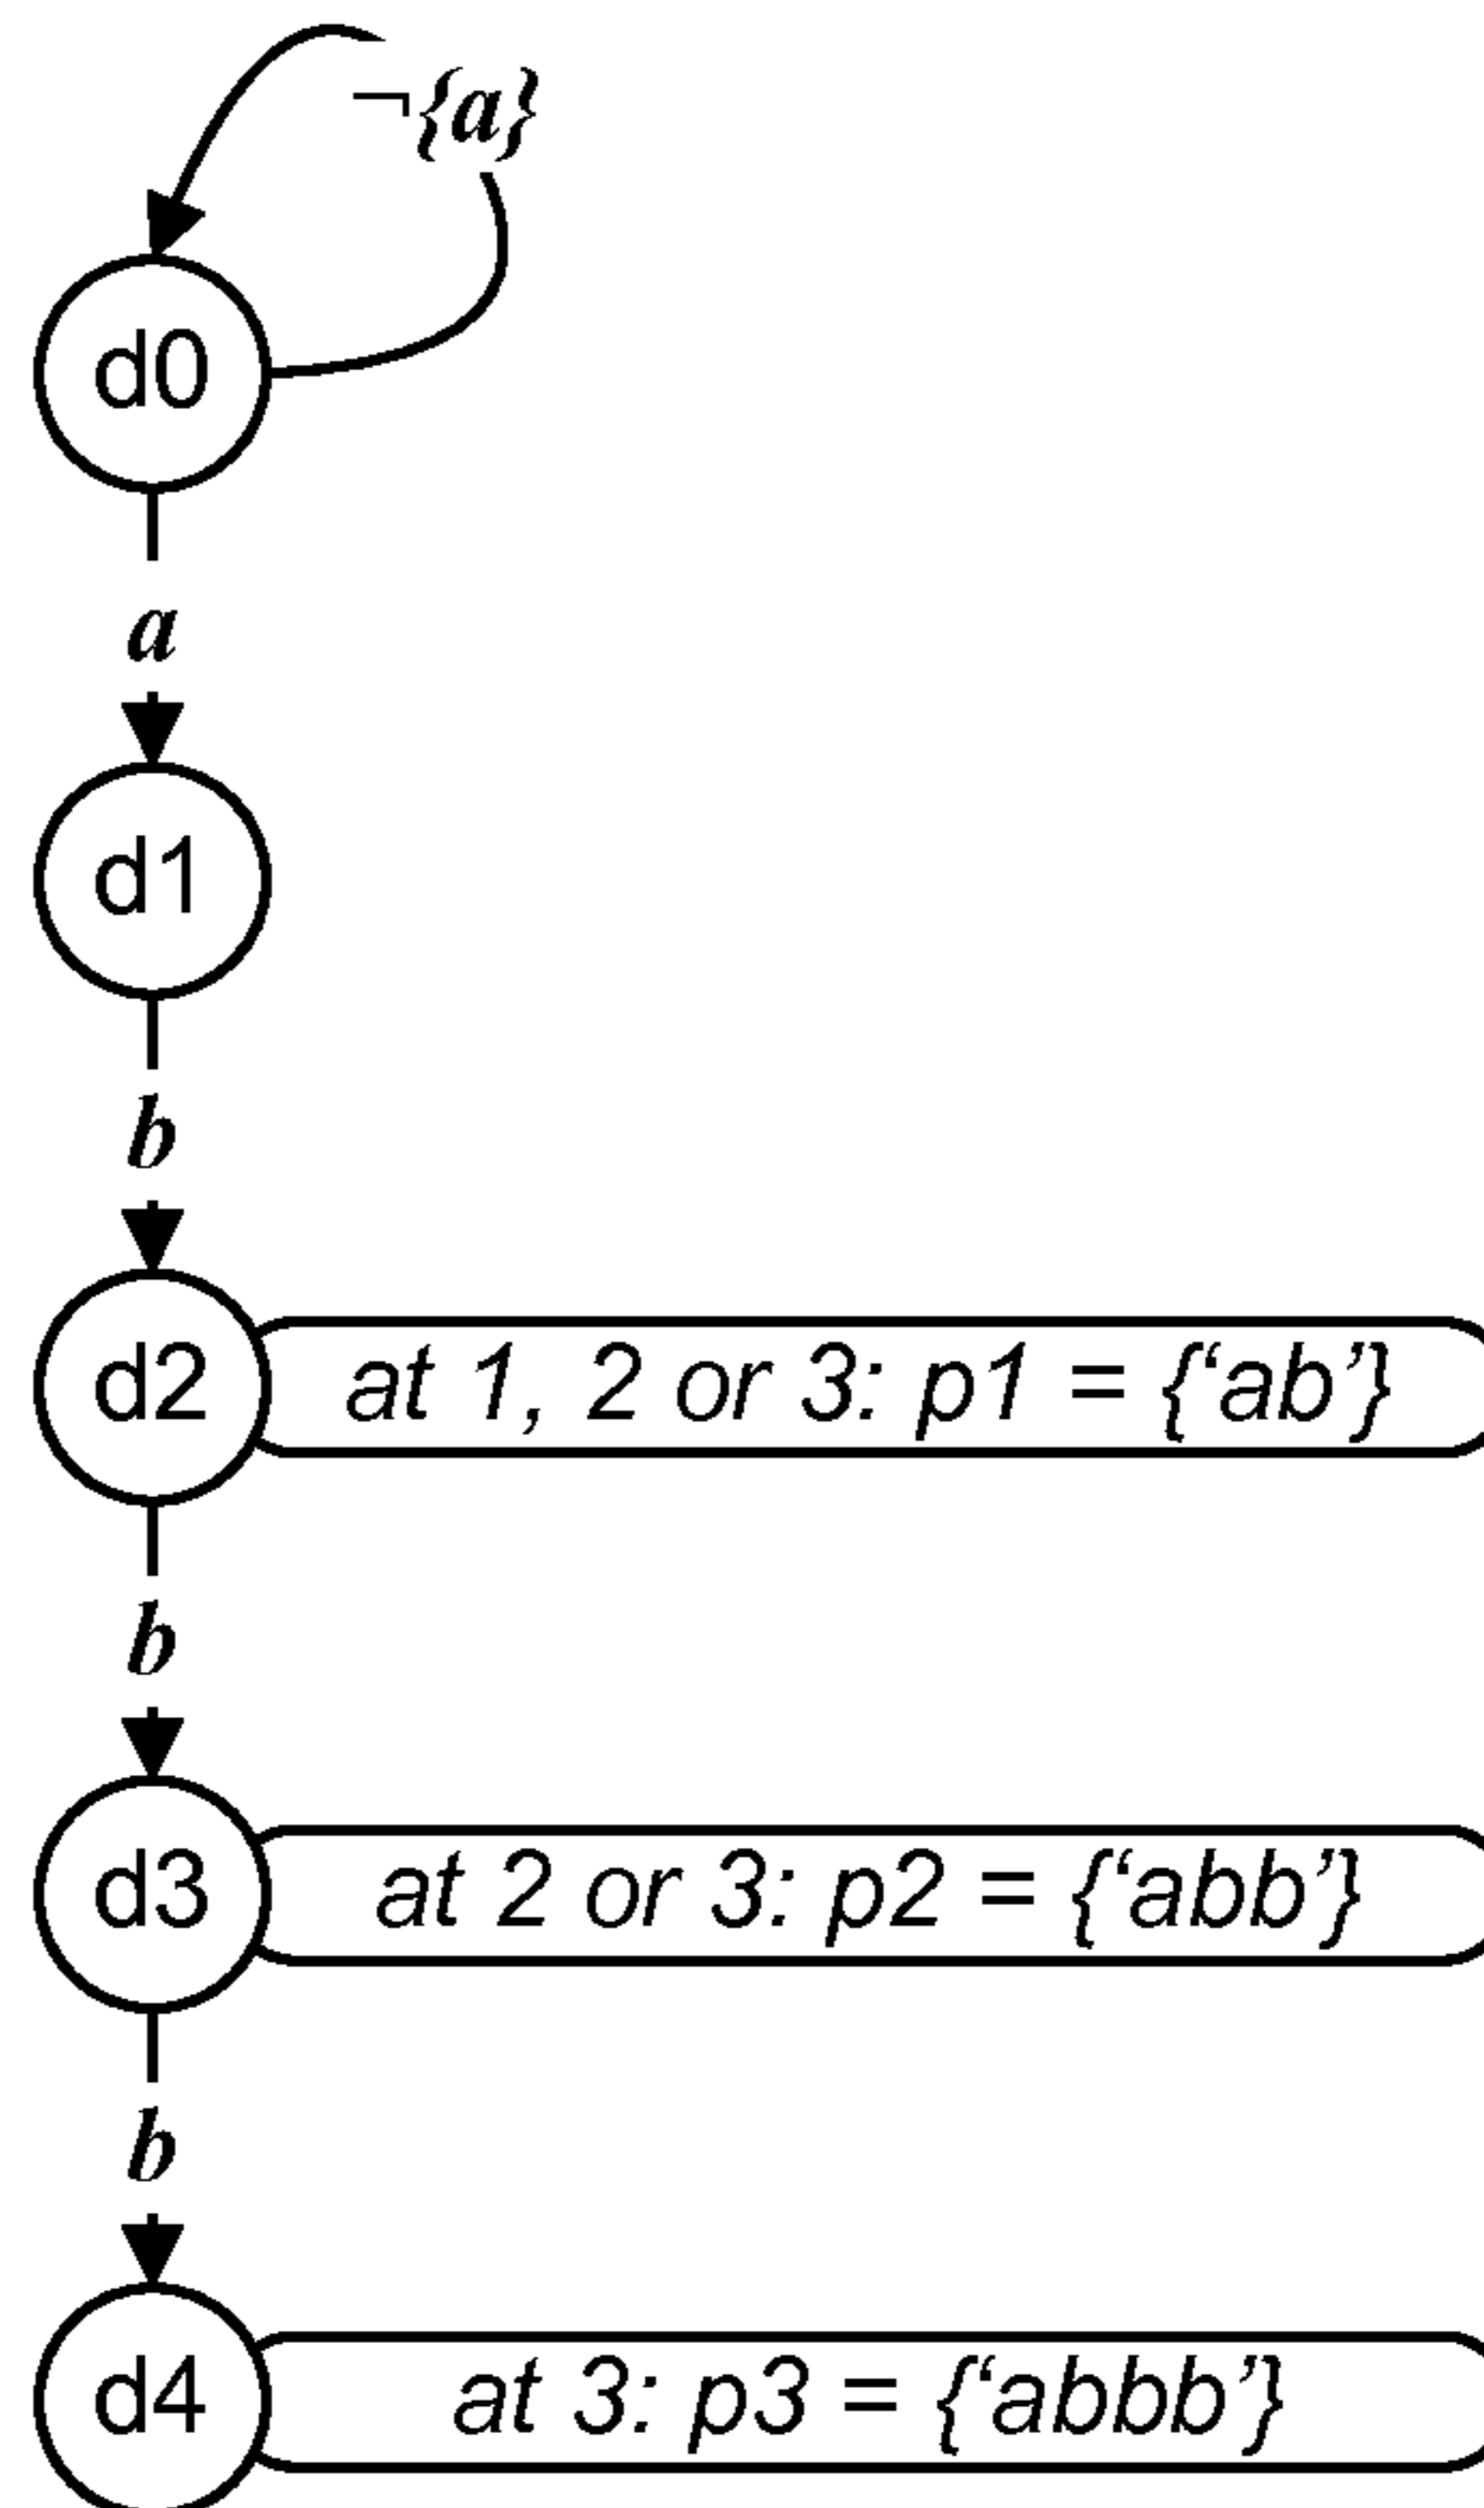 ¬{a}
d0
a
d1
b
d2 at 1, 2 or 3: p1 = {‘ab’}
b
d3 at 2 or 3: p2 = {‘abb’}
b
d4 at 3: p3 = {‘abbb’}